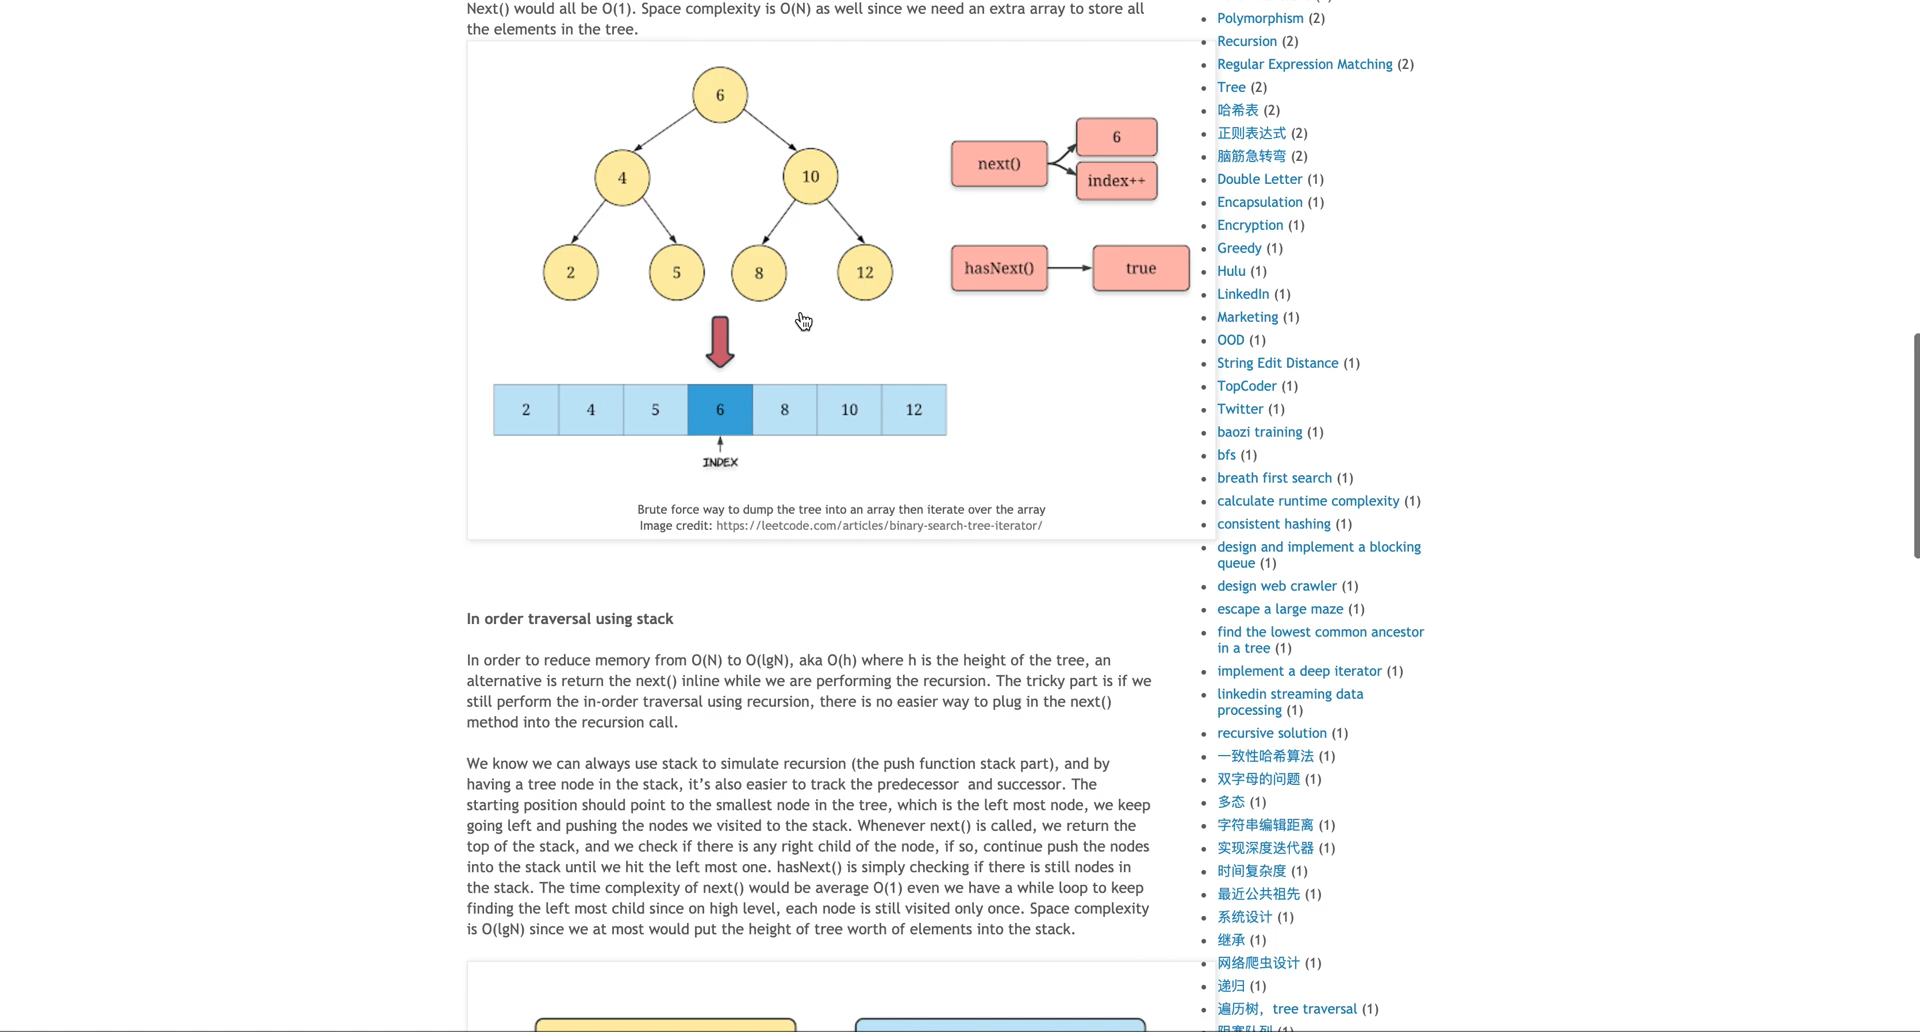 Next() would all be O(1). Space complexity is O(N) as well since we need an extra array to store all
the elements in the tree.
6
4
10
2
5
8
12
next()
6
index++
hasNext()
true
2 4 5 6 8 10 12
INDEX
Brute force way to dump the tree into an array then iterate over the array
Image credit: https://leetcode.com/articles/binary-search-tree-iterator/
In order traversal using stack
In order to reduce memory from O(N) to O(lgN), aka O(h) where h is the height of the tree, an
alternative is return the next() inline while we are performing the recursion. The tricky part is if we
still perform the in-order traversal using recursion, there is no easier way to plug in the next()
method into the recursion call.
We know we can always use stack to simulate recursion (the push function stack part), and by
having a tree node in the stack, it’s also easier to track the predecessor  and successor. The
starting position should point to the smallest node in the tree, which is the left most node, we keep
going left and pushing the nodes we visited to the stack. Whenever next() is called, we return the
top of the stack, and we check if there is any right child of the node, if so, continue push the nodes
into the stack until we hit the left most one. hasNext() is simply checking if there is still nodes in
the stack. The time complexity of next() would be average O(1) even we have a while loop to keep
finding the left most child since on high level, each node is still visited only once. Space complexity
is O(lgN) since we at most would put the height of tree worth of elements into the stack.
Polymorphism (2)
Recursion (2)
Regular Expression Matching (2)
Tree (2)
哈希表 (2)
正则表达式 (2)
脑筋急转弯 (2)
Double Letter (1)
Encapsulation (1)
Encryption (1)
Greedy (1)
Hulu (1)
LinkedIn (1)
Marketing (1)
OOD (1)
String Edit Distance (1)
TopCoder (1)
Twitter (1)
baozi training (1)
bfs (1)
breath first search (1)
calculate runtime complexity (1)
consistent hashing (1)
design and implement a blocking
queue (1)
design web crawler (1)
escape a large maze (1)
find the lowest common ancestor
in a tree (1)
implement a deep iterator (1)
linkedin streaming data
processing (1)
recursive solution (1)
一致性哈希算法 (1)
双字母的问题 (1)
多态 (1)
字符串编辑距离 (1)
实现深度迭代器 (1)
时间复杂度 (1)
最近公共祖先 (1)
系统设计 (1)
继承 (1)
网络爬虫设计 (1)
递归 (1)
遍历树，tree traversal (1)